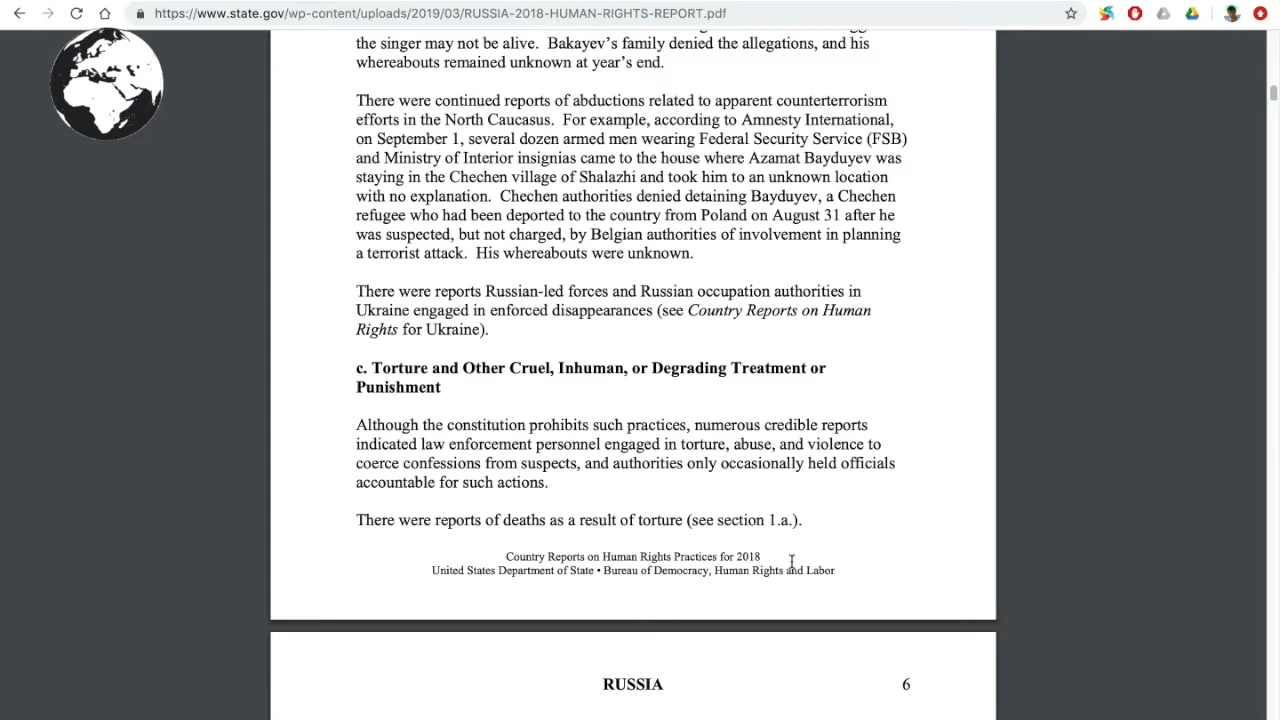 https://www.state.gov/wp-content/uploads/2019/03/RUSSIA-2018-HUMAN-RIGHTS-REPORT.pdf
the singer may not be alive.  Bakayev’s family denied the allegations, and his
whereabouts remained unknown at year’s end.
There were continued reports of abductions related to apparent counterterrorism
efforts in the North Caucasus.  For example, according to Amnesty International,
on September 1, several dozen armed men wearing Federal Security Service (FSB)
and Ministry of Interior insignias came to the house where Azamat Bayduyev was
staying in the Chechen village of Shalazhi and took him to an unknown location
with no explanation.  Chechen authorities denied detaining Bayduyev, a Chechen
refugee who had been deported to the country from Poland on August 31 after he
was suspected, but not charged, by Belgian authorities of involvement in planning
a terrorist attack.  His whereabouts were unknown.
There were reports Russian-led forces and Russian occupation authorities in
Ukraine engaged in enforced disappearances (see Country Reports on Human
Rights for Ukraine).
c. Torture and Other Cruel, Inhuman, or Degrading Treatment or
Punishment
Although the constitution prohibits such practices, numerous credible reports
indicated law enforcement personnel engaged in torture, abuse, and violence to
coerce confessions from suspects, and authorities only occasionally held officials
accountable for such actions.
There were reports of deaths as a result of torture (see section 1.a.).
Country Reports on Human Rights Practices for 2018
United States Department of State • Bureau of Democracy, Human Rights and Labor
RUSSIA 6